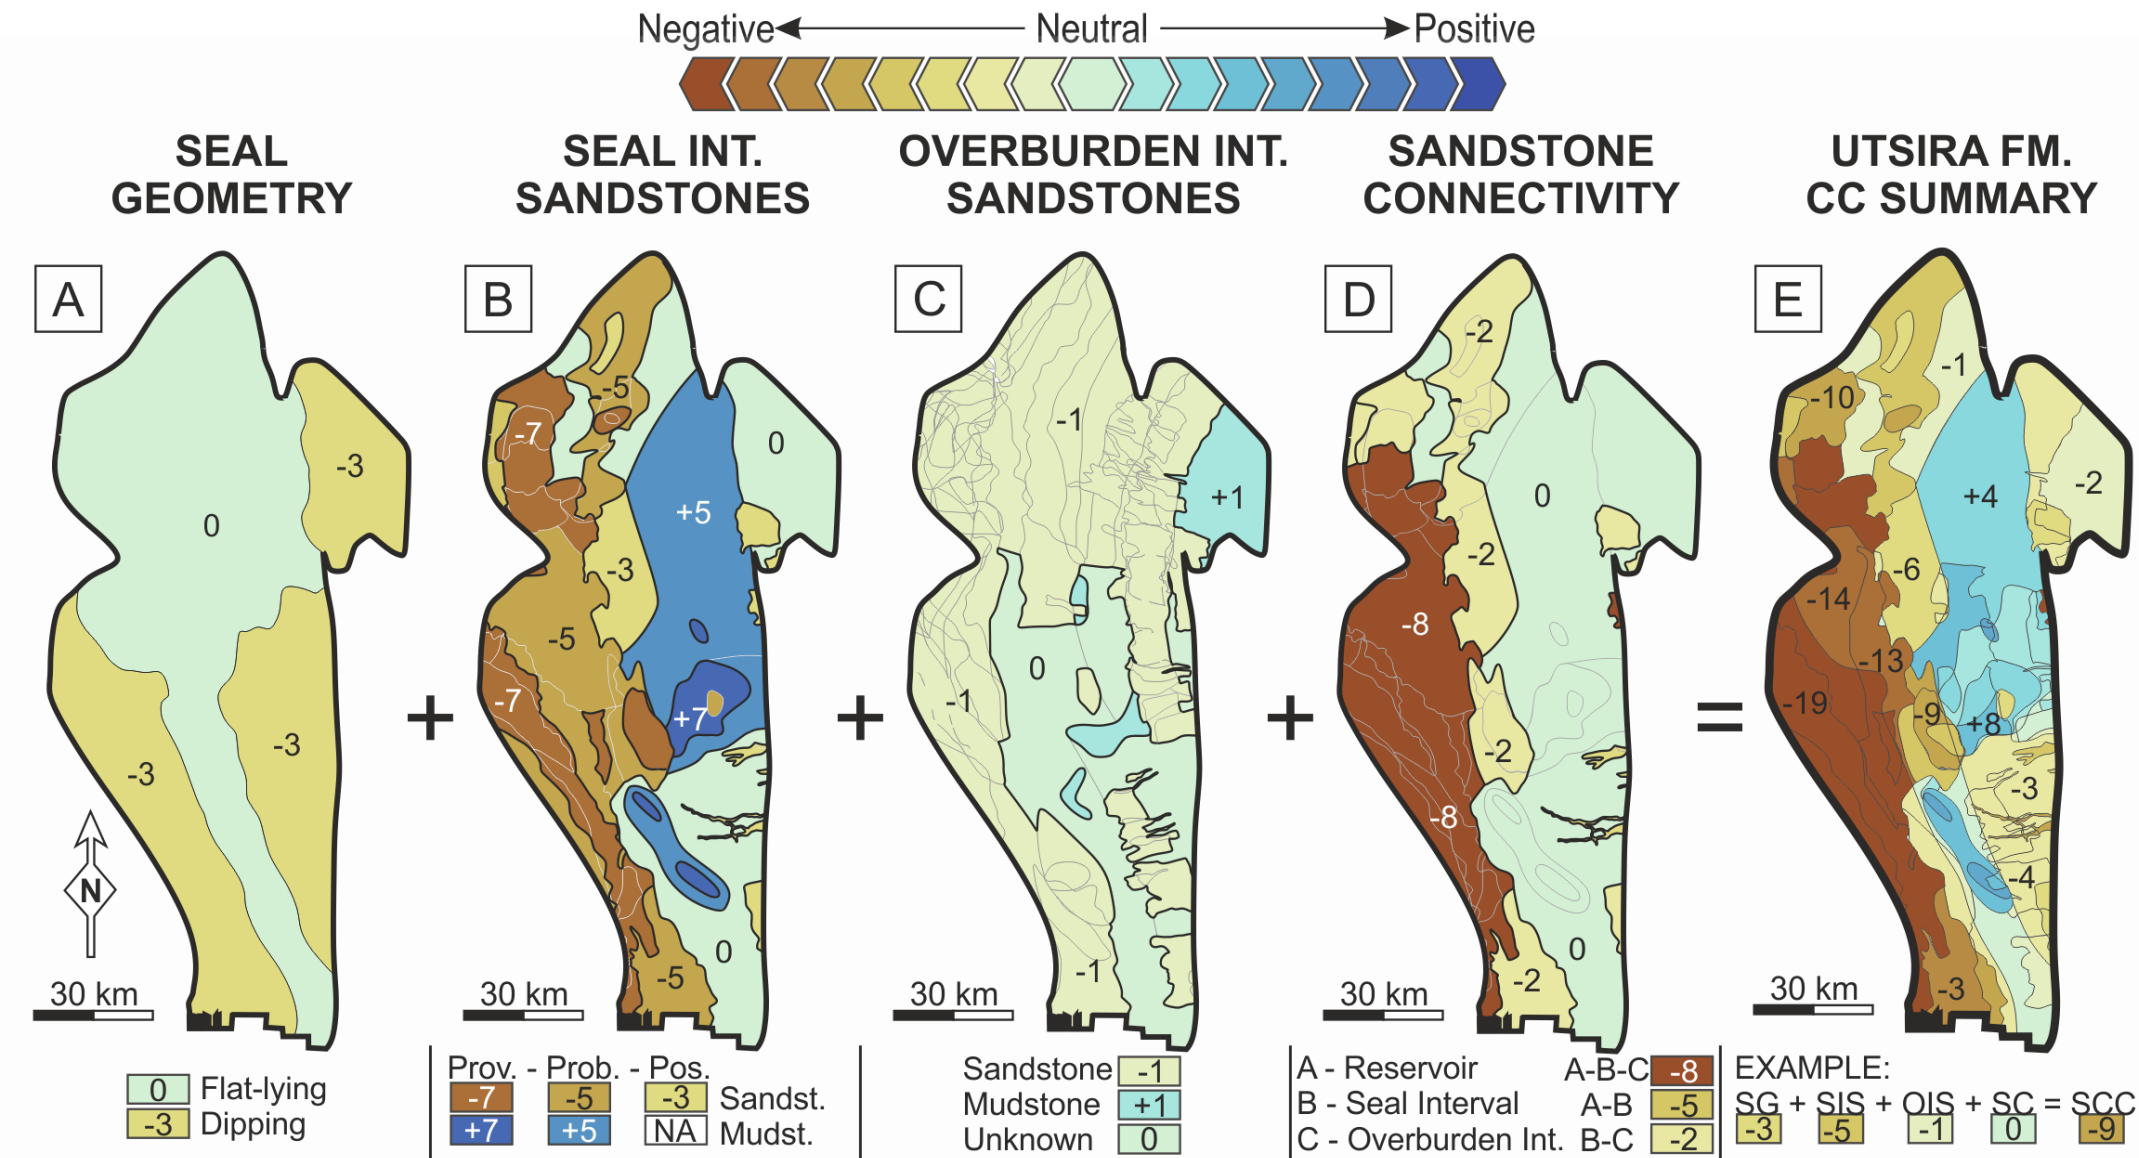 Negative Neutral Positive
SEAL GEOMETRY
SEAL INT. SANDSTONES
OVERBURDEN INT. SANDSTONES
SANDSTONE CONNECTIVITY
UTSIRA FM. CC SUMMARY
A
0
-3
-3
-3
N
30 km
0 Flat-lying
-3 Dipping
+
B
-5
-7
0
+5
-3
-5
-7
+7
0
-5
30 km
Prov. - Prob. - Pos.
-7 -5 -3 Sandst.
+7 +5 NA Mudst.
+
C
-1
+1
0
-1
-1
30 km
Sandstone -1
Mudstone +1
Unknown 0
+
D
-2
0
-2
-8
-2
-8
0
-2
30 km
A - Reservoir A-B-C -8
B - Seal Interval A-B -5
C - Overburden Int. B-C -2
=
E
-1
-10
-2
+4
-6
-14
-13
-19
-9
+8
-3
-4
-3
30 km
EXAMPLE:
SG + SIS + OIS + SC = SCC
-3 -5 -1 0 -9